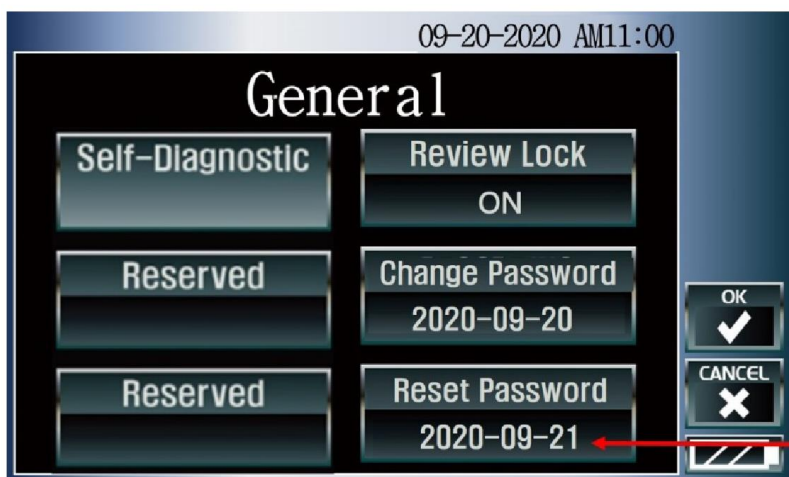 09-20-2020 AM11:00
General
Self-Diagnostic
Review Lock
ON
Reserved
Change Password
2020-09-20
Reserved
Reset Password
2020-09-21
OK
CANCEL